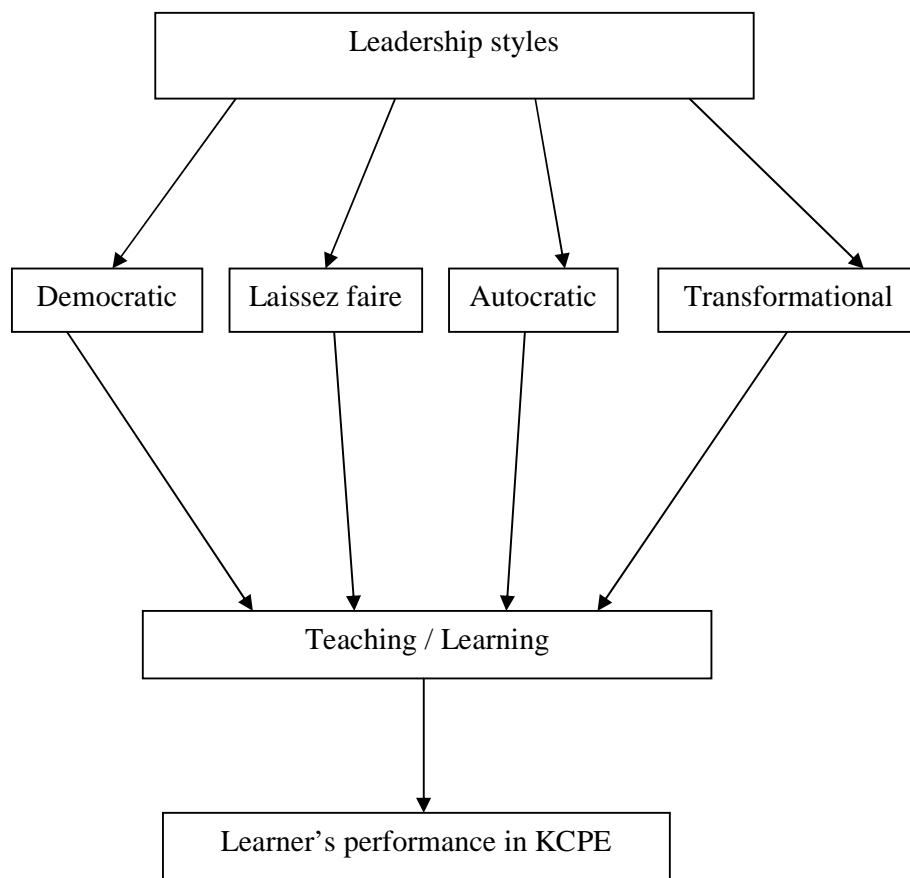 Leadership styles
Democratic
Laissez faire
Autocratic
Transformational
Teaching / Learning
Learner’s performance in KCPE